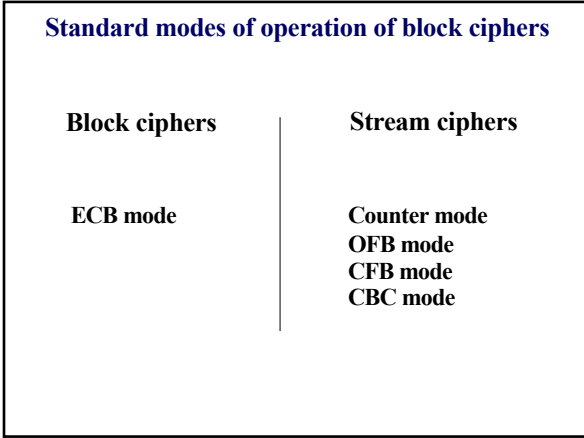 Standard modes of operation of block ciphers
Block ciphers
ECB mode
Stream ciphers
Counter mode
OFB mode
CFB mode
CBC mode